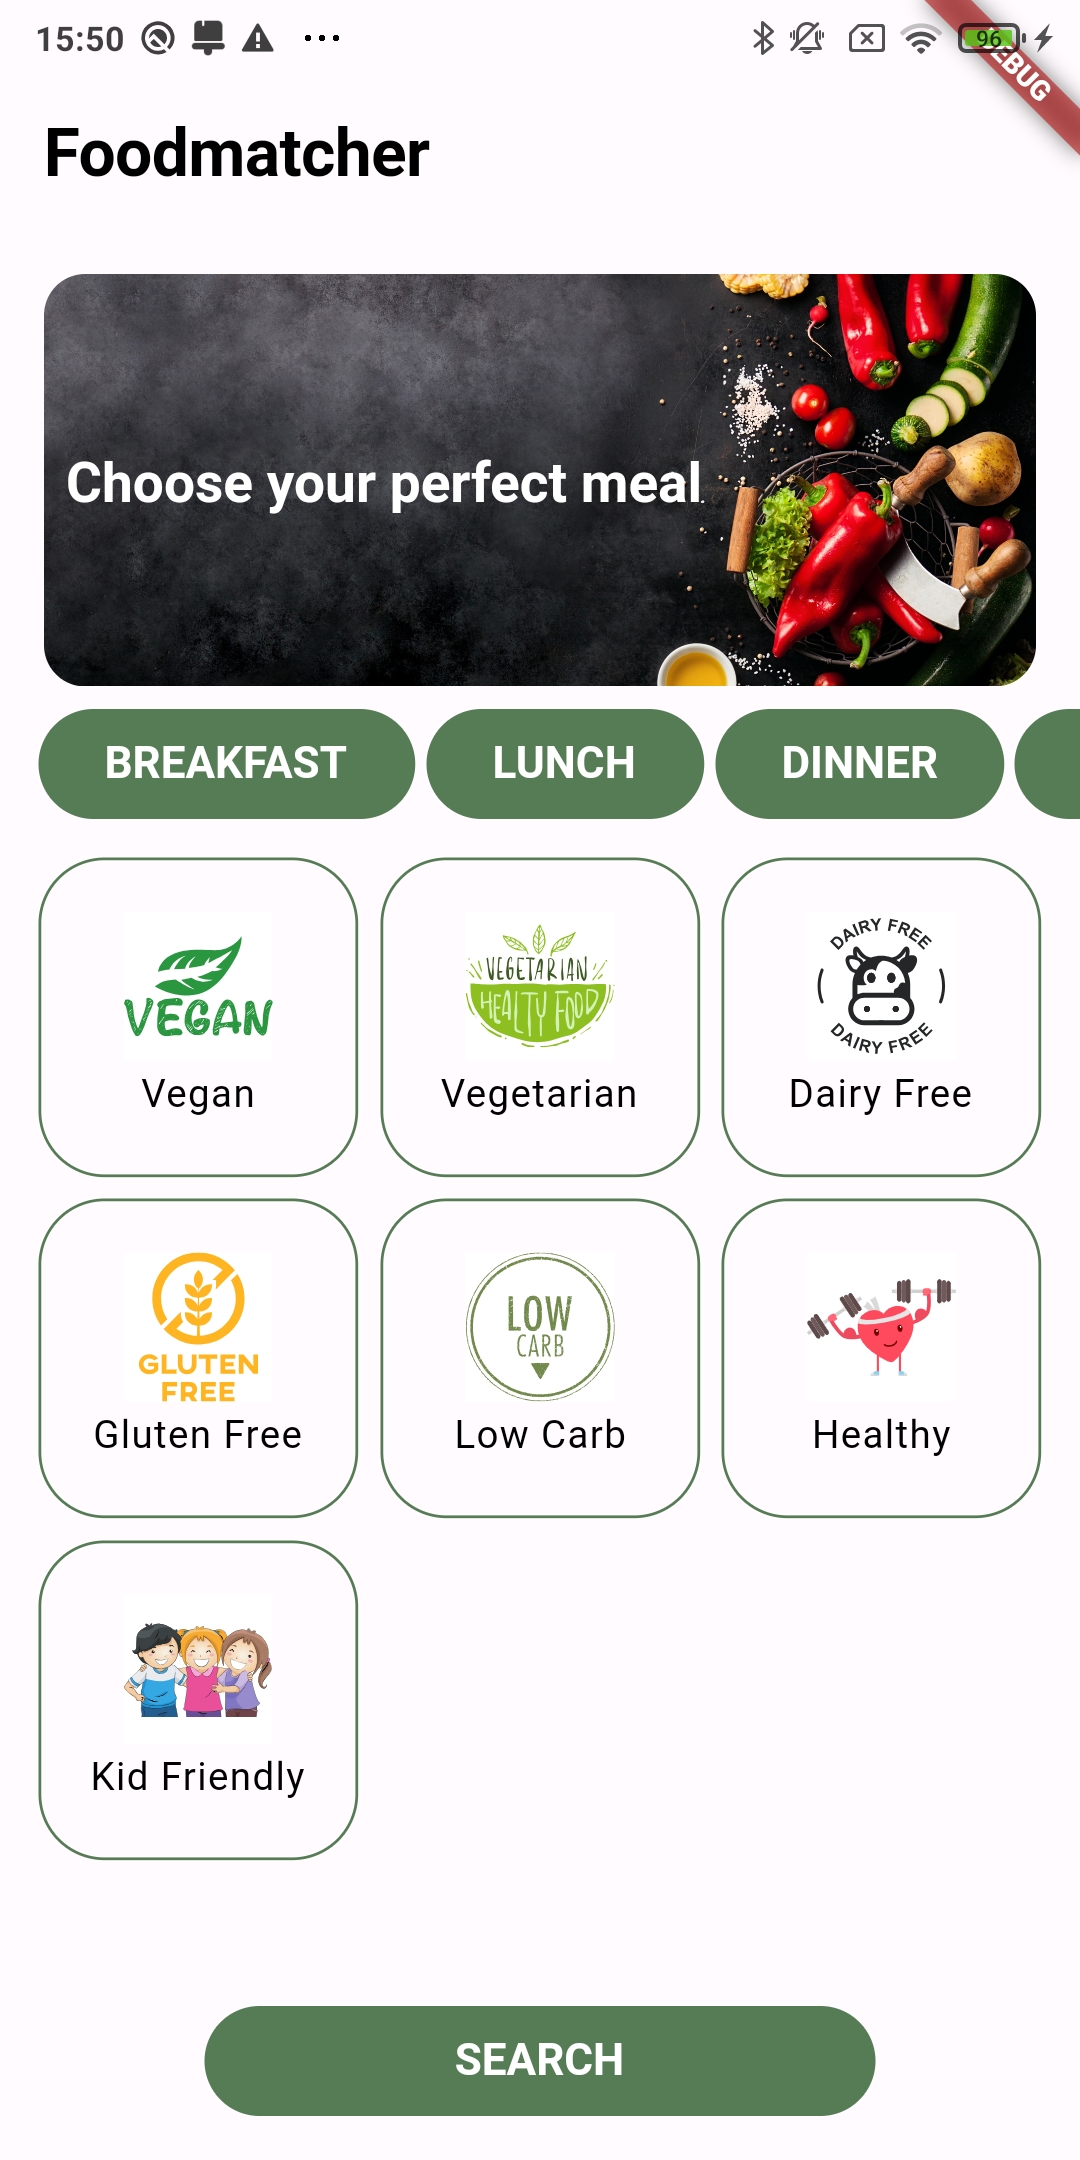 15:50
96
DEBUG
Foodmatcher
Choose your perfect meal
BREAKFAST
LUNCH
DINNER
VEGAN
Vegan
VEGETARIAN
HEALTY FOOD
Vegetarian
DAIRY FREE
DAIRY FREE
Dairy Free
GLUTEN
FREE
Gluten Free
LOW
CARB
Low Carb
Healthy
Kid Friendly
SEARCH